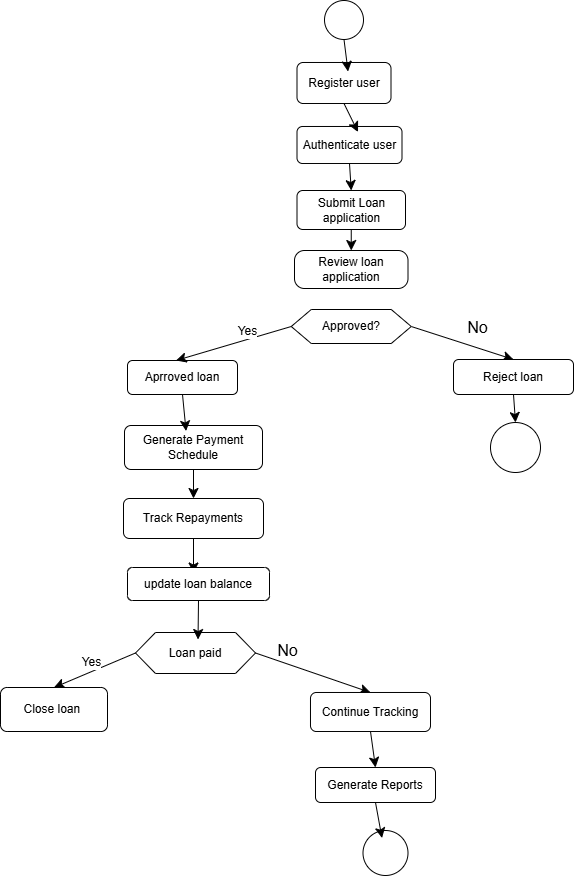 Register user
Authenticate user
Submit Loan
application
Review loan
application
Approved?
Yes
No
Aprroved loan
Reject loan
Generate Payment
Schedule
Track Repayments
update loan balance
Loan paid
Yes
No
Close loan
Continue Tracking
Generate Reports